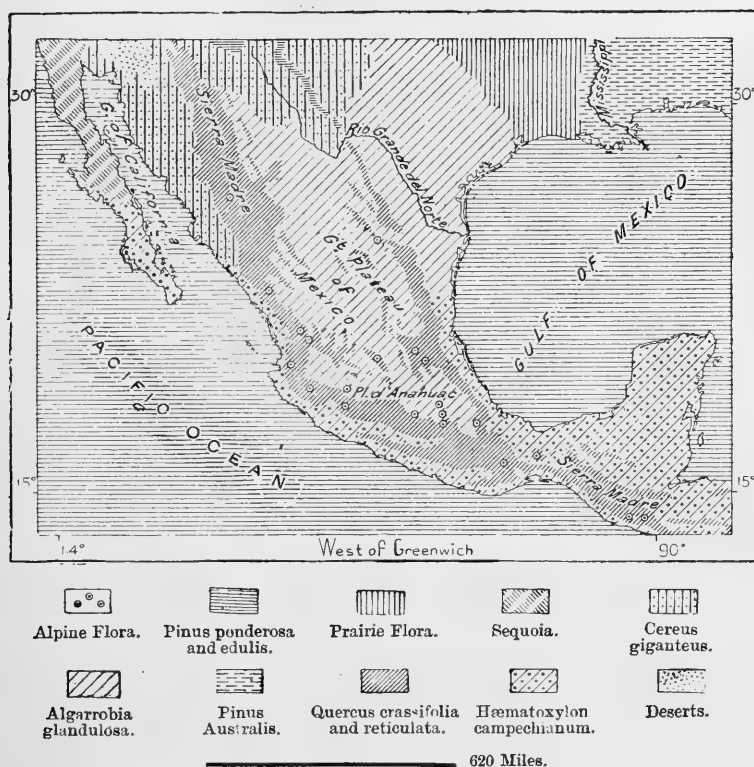 30°
30°
Sierra Madre
G. of California
Rio Grande del Norte
Mississippi
Gt. Plateau
of
Mexico
GULF OF MEXICO
PACIFIC OCEAN
Pl. d Anahuac
Sierra Madre
15°
15°
14°
West of Greenwich
90°
Alpine Flora.
Pinus ponderosa
and edulis.
Prairie Flora.
Sequoia.
Cereus
giganteus.
Algarrobia
glandulosa.
Pinus
Australis.
Quercus crassifolia
and reticulata.
Hæmatoxylon
campechianum.
Deserts.
620 Miles.